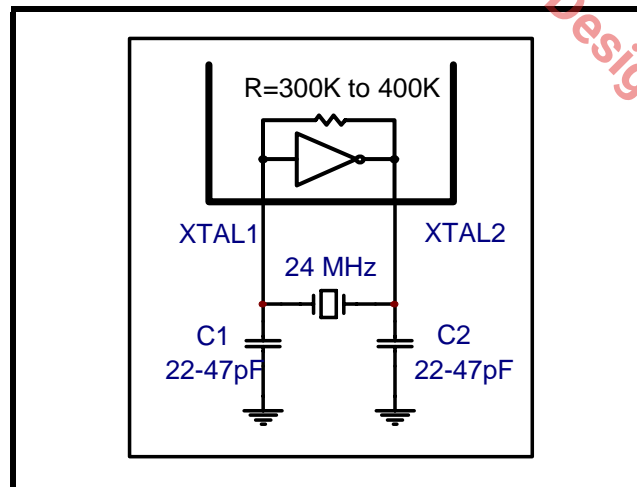 R=300K to 400K
XTAL1
XTAL2
24 MHz
C1
22-47pF
C2
22-47pF